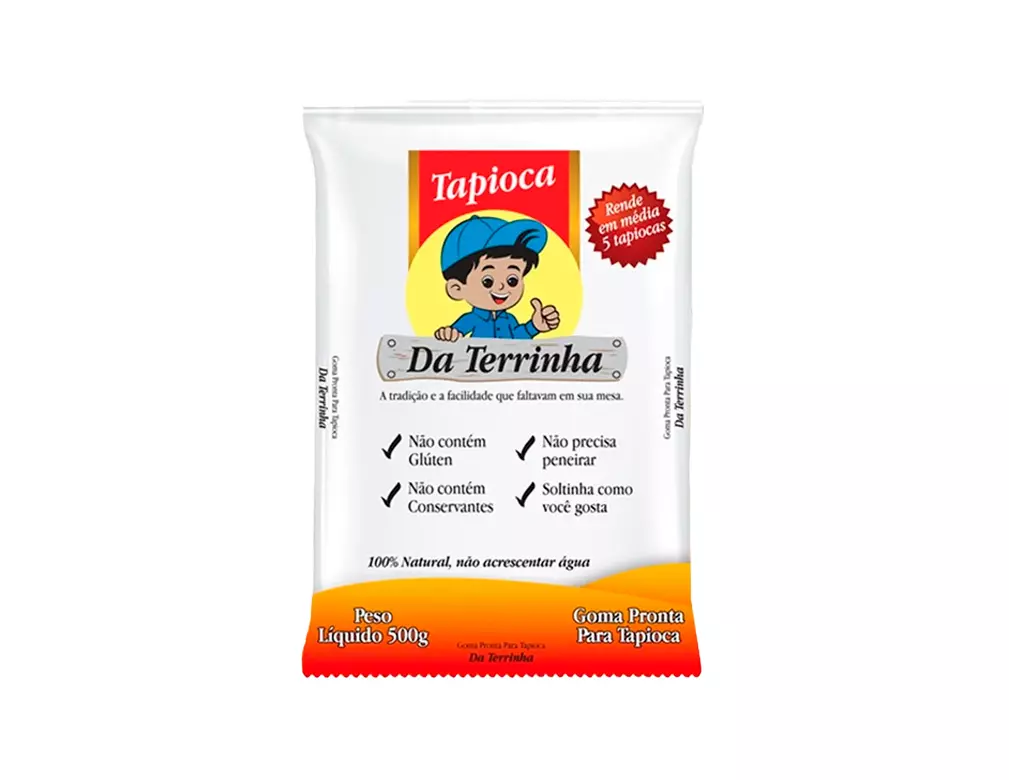 Tapioca
Rende
em média
5 tapiocas
Da Terrinha
A tradição e a facilidade que faltavam em sua mesa.
Não contém
Glúten
Não precisa
peneirar
Não contém
Conservantes
Soltinha como
você gosta
100% Natural, não acrescentar água
Peso
Líquido 500g
Goma Pronta
Para Tapioca
Goma Pronta Para Tapioca
Da Terrinha
Goma Pronta Para Tapioca
Da Terrinha
Goma Pronta Para Tapioca
Da Terrinha